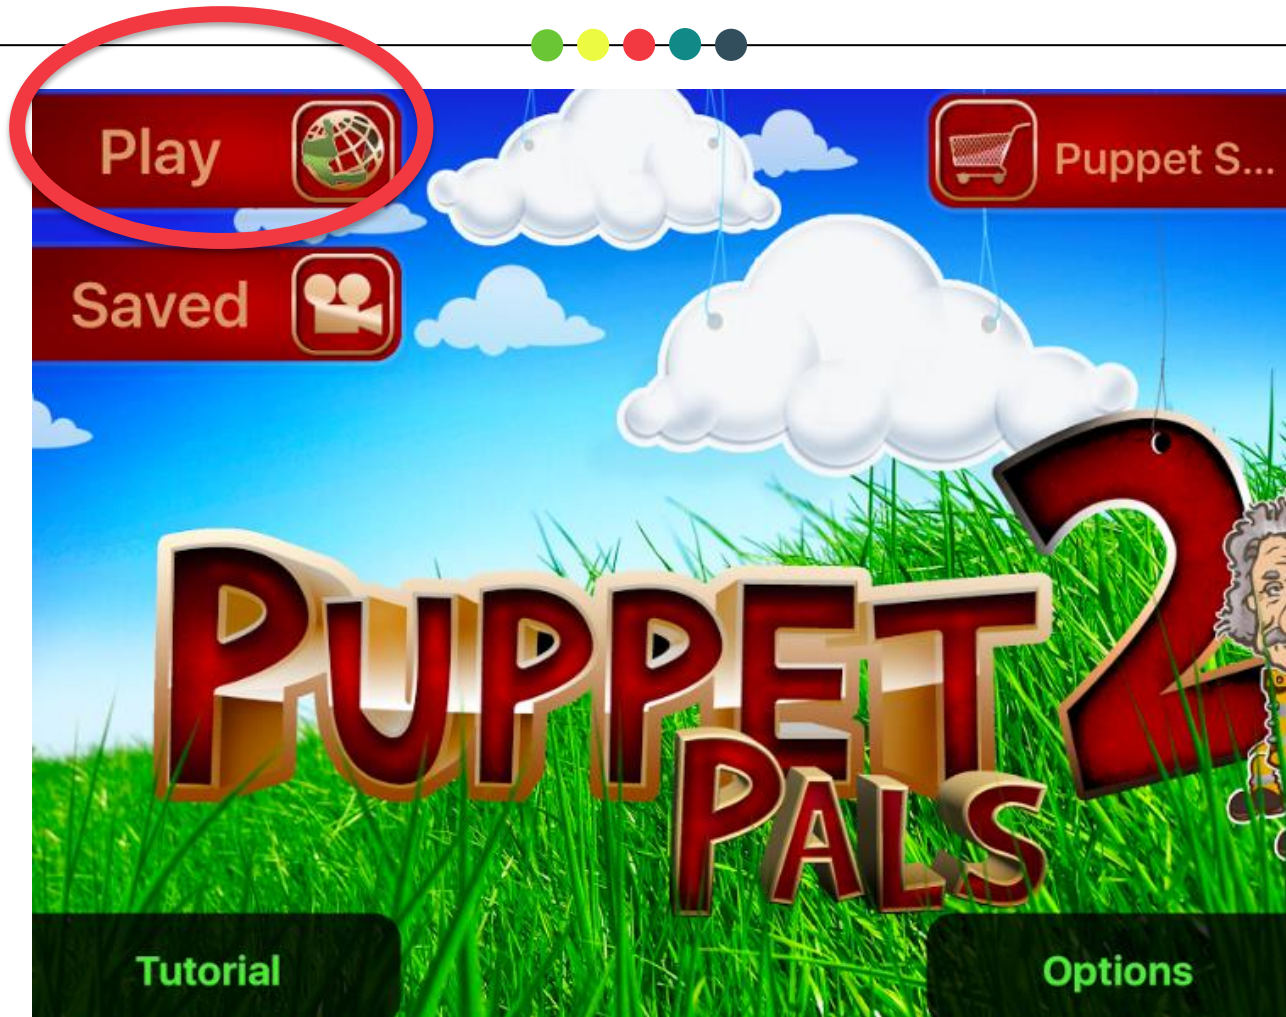 Play
Puppet S...
Saved
PUPPET 2
PALS
Tutorial
Options